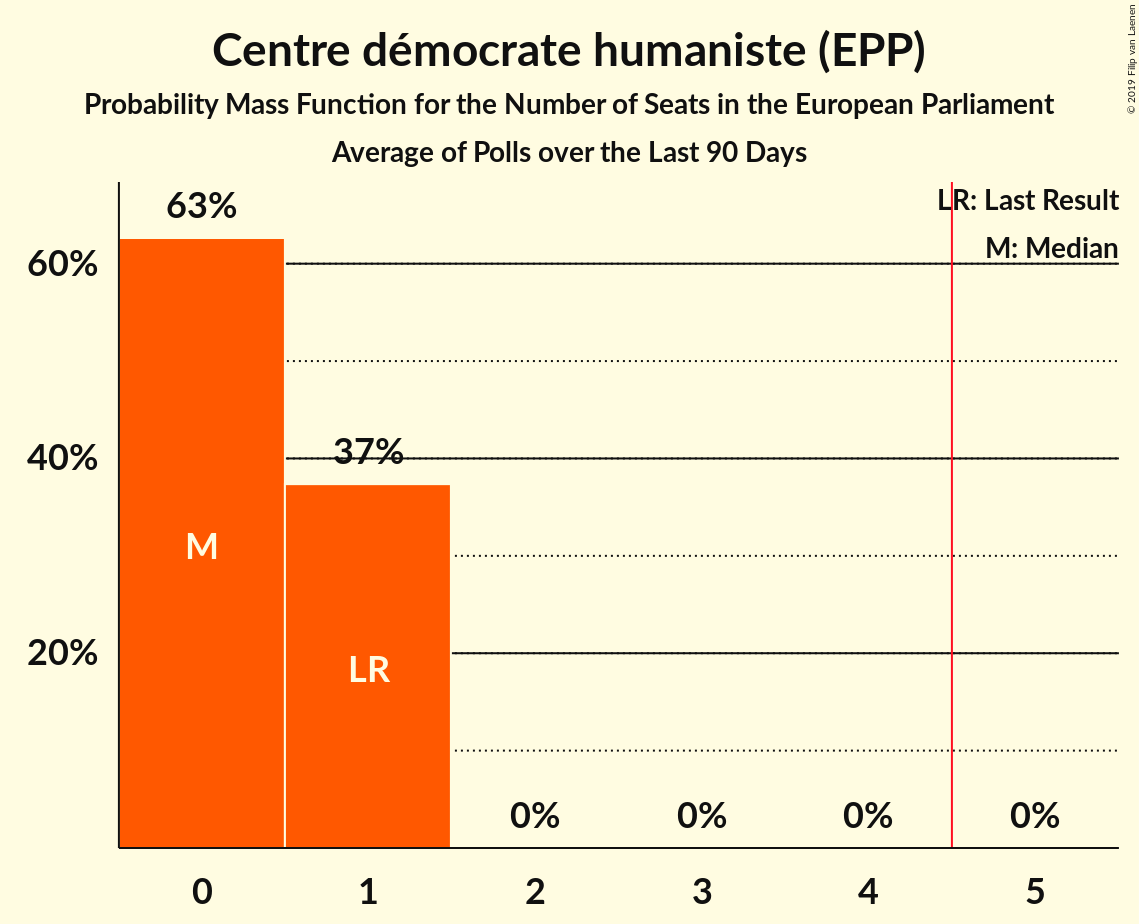 Centre démocrate humaniste (EPP)
Probability Mass Function for the Number of Seats in the European Parliament
Average of Polls over the Last 90 Days
© 2019 Filip van Laenen
LR: Last Result
M: Median
63%
60%
40%
37%
20%
M
LR
0%
0%
0%
0%
0 1 2 3 4 5